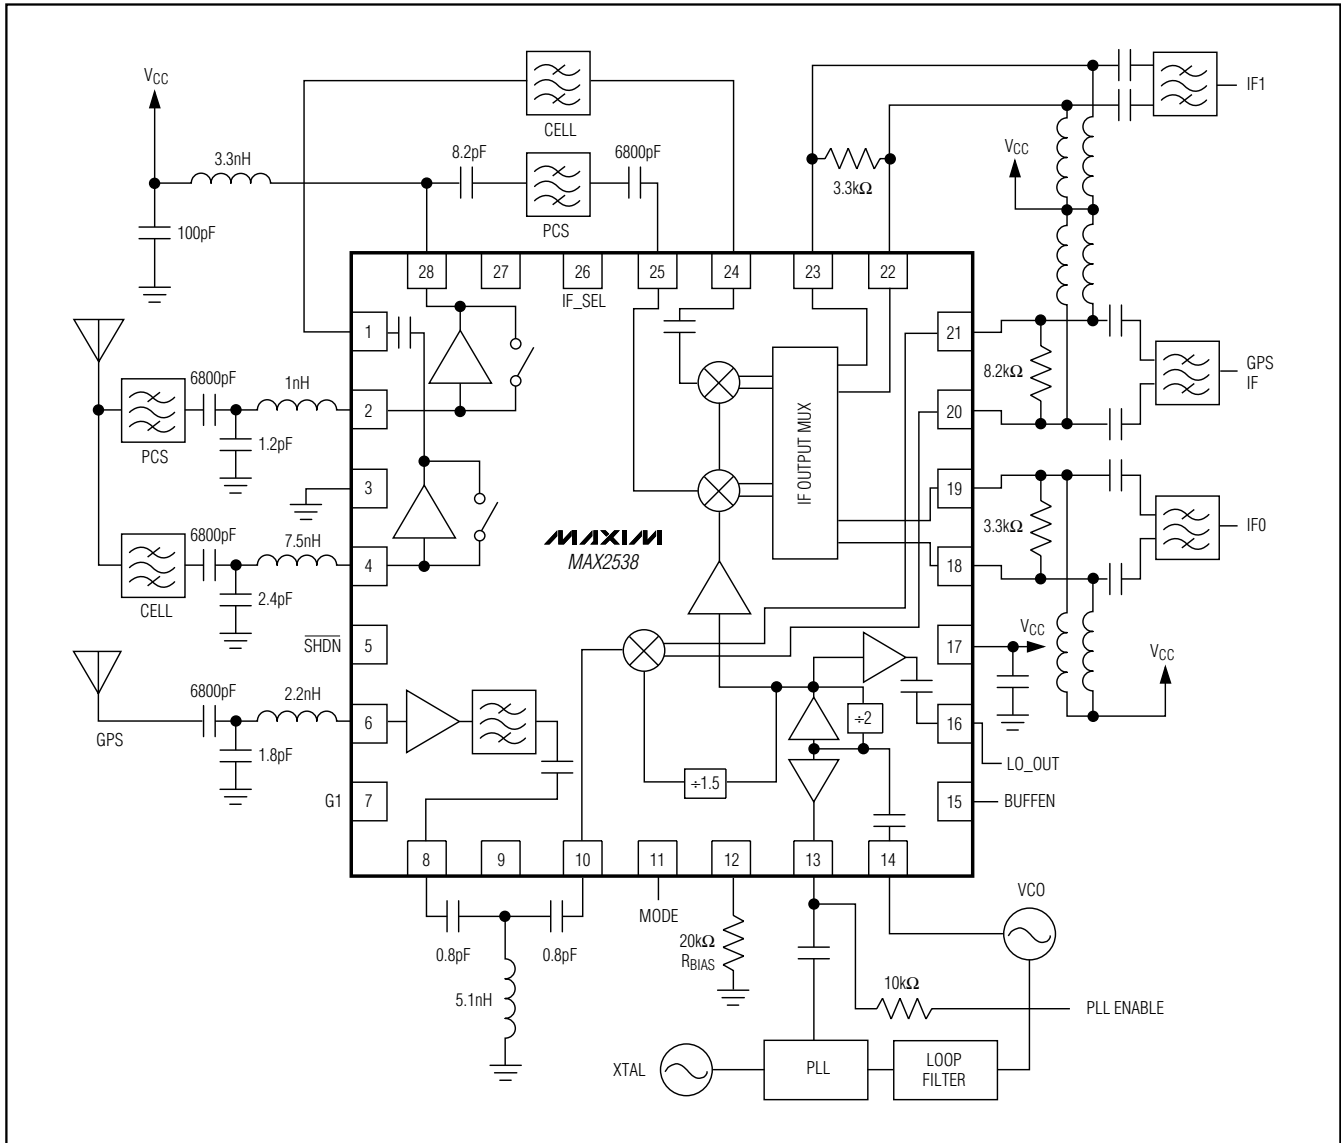 CELL
IF1
VCC
3.3nH
8.2pF
6800pF
VCC
3.3kΩ
100pF
PCS
28
27
26
25
24
23
22
IF_SEL
1
21
6800pF
1nH
8.2kΩ
GPS
IF
2
20
1.2pF
PCS
IF OUTPUT MUX
3
19
6800pF
7.5nH
MAXIM
MAX2538
3.3kΩ
IF0
4
18
2.4pF
CELL
SHDN
5
17
VCC
VCC
6800pF
2.2nH
6
÷2
16
GPS
1.8pF
LO_OUT
G1
7
÷1.5
15
BUFFEN
8
9
10
11
12
13
14
MODE
VCO
0.8pF
0.8pF
20kΩ
RBIAS
5.1nH
10kΩ
PLL ENABLE
XTAL
PLL
LOOP
FILTER